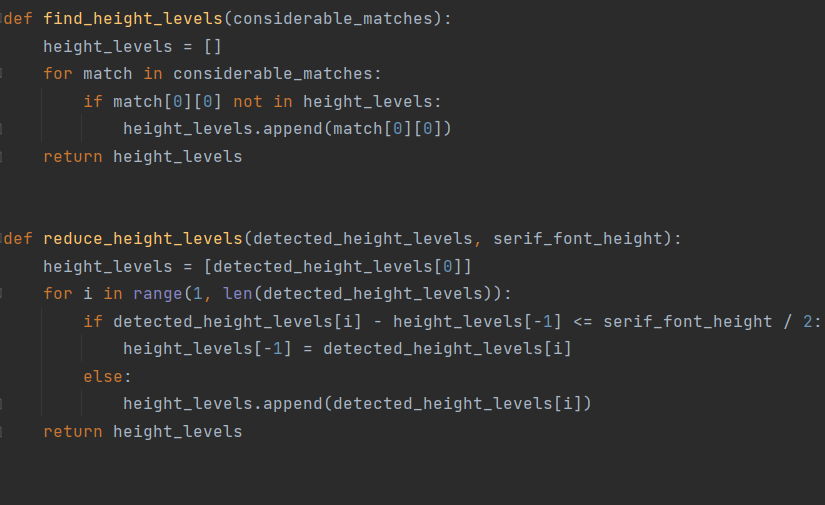 def find_height_levels(considerable_matches):
    height_levels = []
    for match in considerable_matches:
        if match[0][0] not in height_levels:
            height_levels.append(match[0][0])
    return height_levels


def reduce_height_levels(detected_height_levels, serif_font_height):
    height_levels = [detected_height_levels[0]]
    for i in range(1, len(detected_height_levels)):
        if detected_height_levels[i] - height_levels[-1] <= serif_font_height / 2:
            height_levels[-1] = detected_height_levels[i]
        else:
            height_levels.append(detected_height_levels[i])
    return height_levels